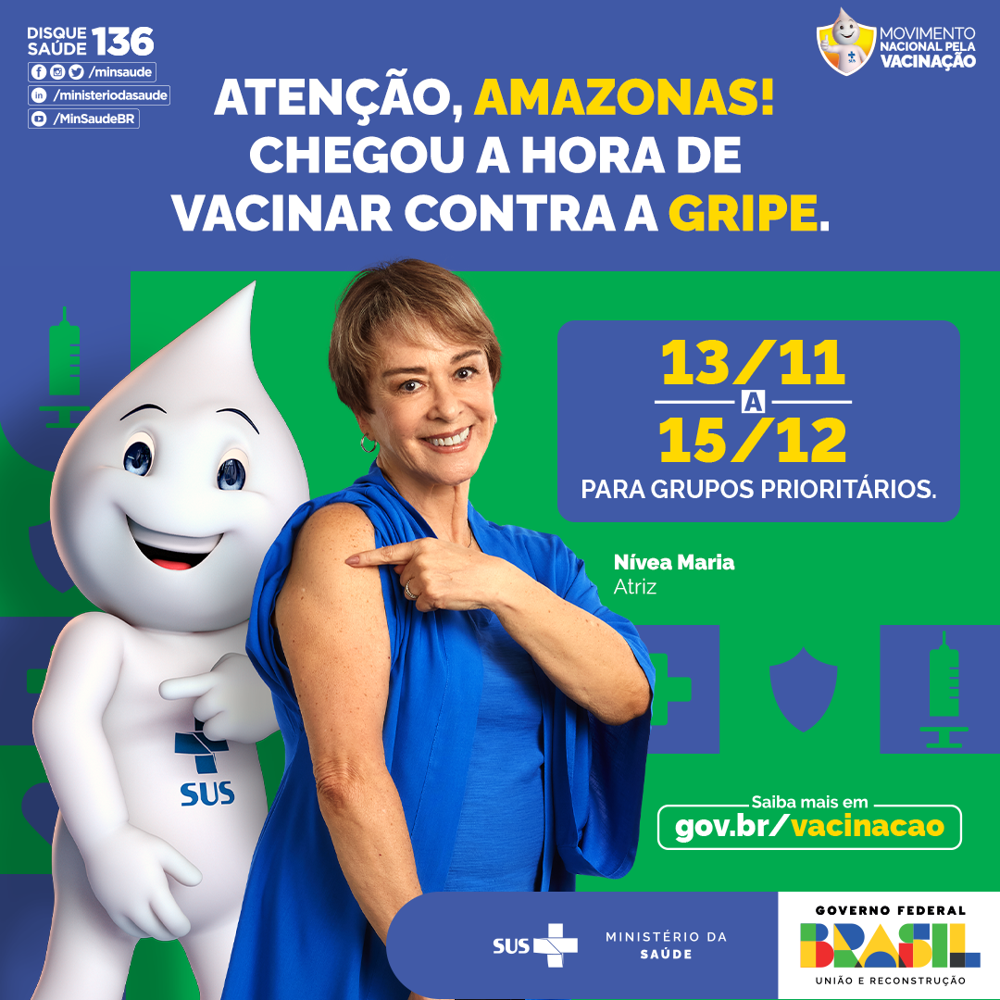 DISQUE
SAÚDE 136
/minsaude
/ministeriodasaude
/MinSaudeBR
MOVIMENTO
NACIONAL PELA
VACINAÇÃO
SUS
ATENÇÃO, AMAZONAS!
CHEGOU A HORA DE
VACINAR CONTRA A GRIPE.
13/11
A
15/12
PARA GRUPOS PRIORITÁRIOS.
Nívea Maria
Atriz
SUS
Saiba mais em
gov.br/vacinacao
SUS
MINISTÉRIO DA
SAÚDE
GOVERNO FEDERAL
BRASIL
UNIÃO E RECONSTRUÇÃO